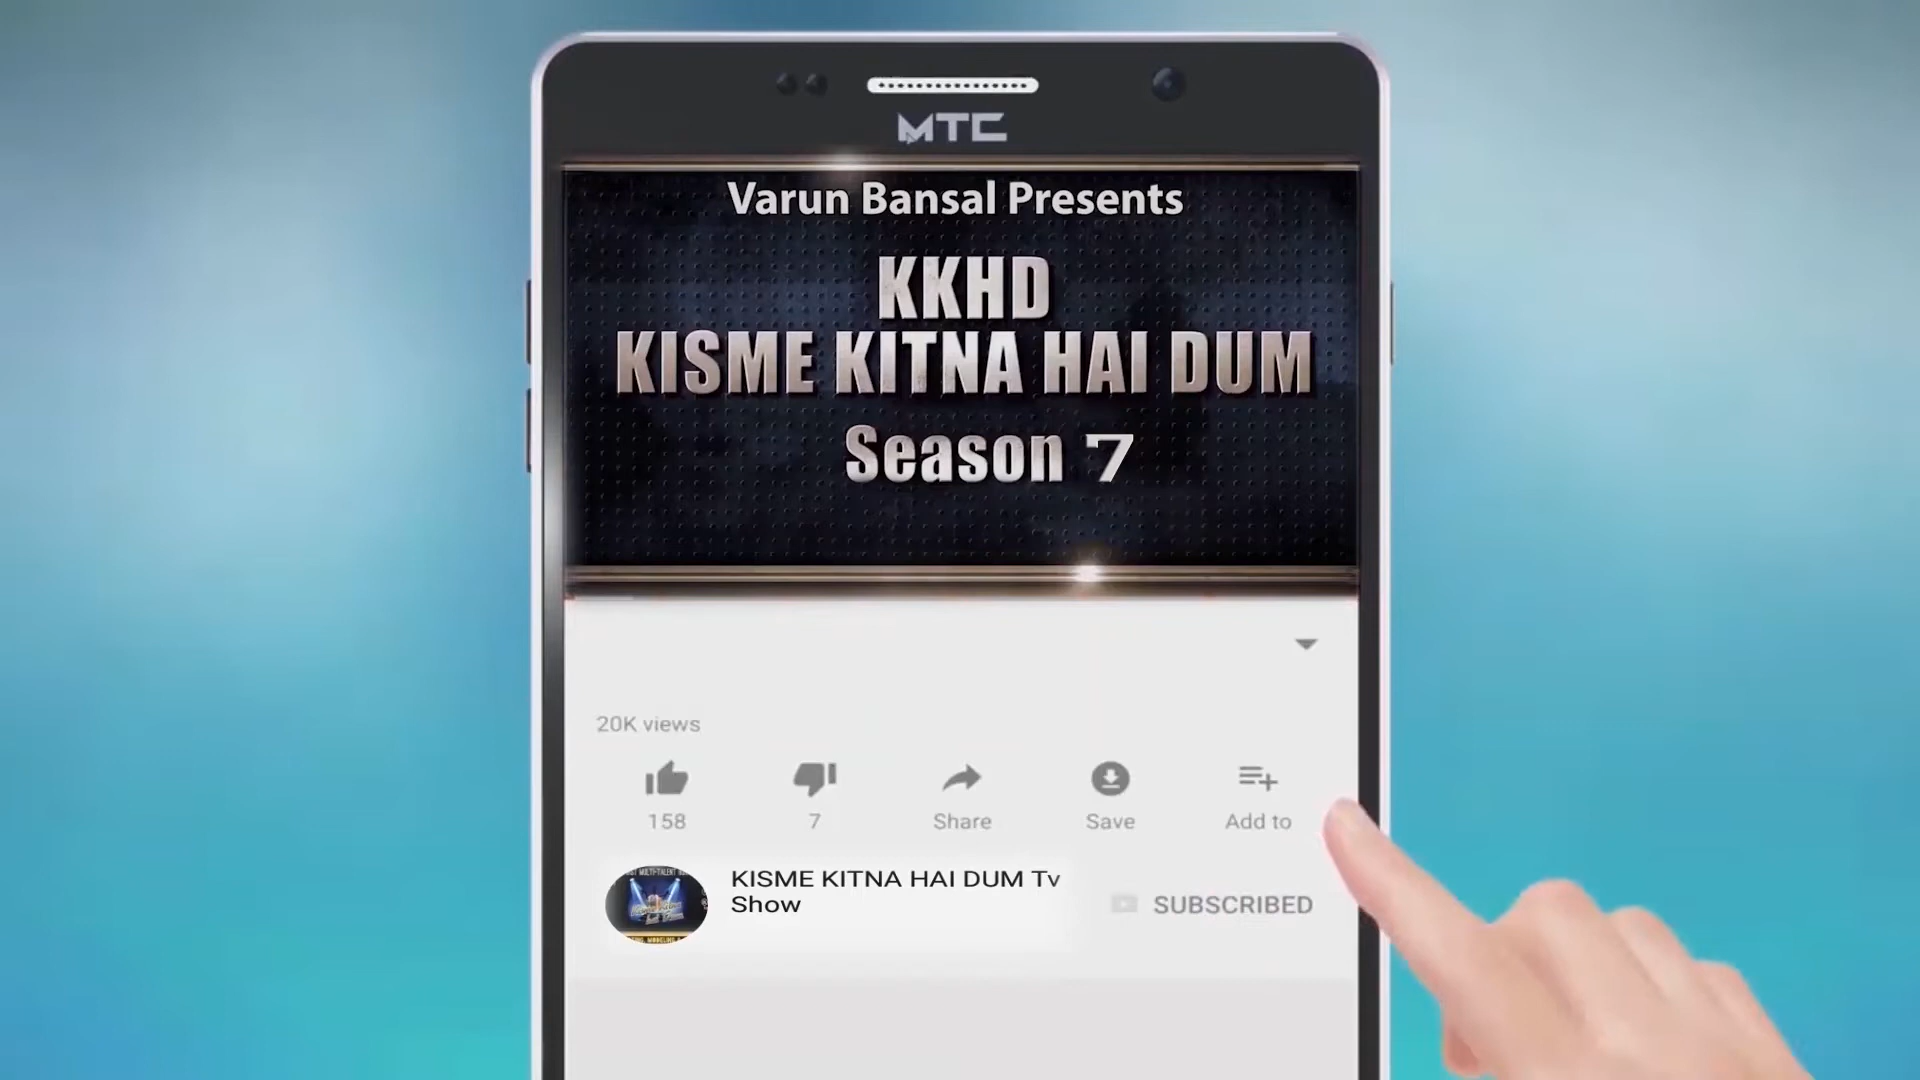 MTC
Varun Bansal Presents
KKHD
KISME KITNA HAI DUM
Season 7
20K views
158
7
Share
Save
Add to
KISME KITNA HAI DUM Tv
Show
SUBSCRIBED